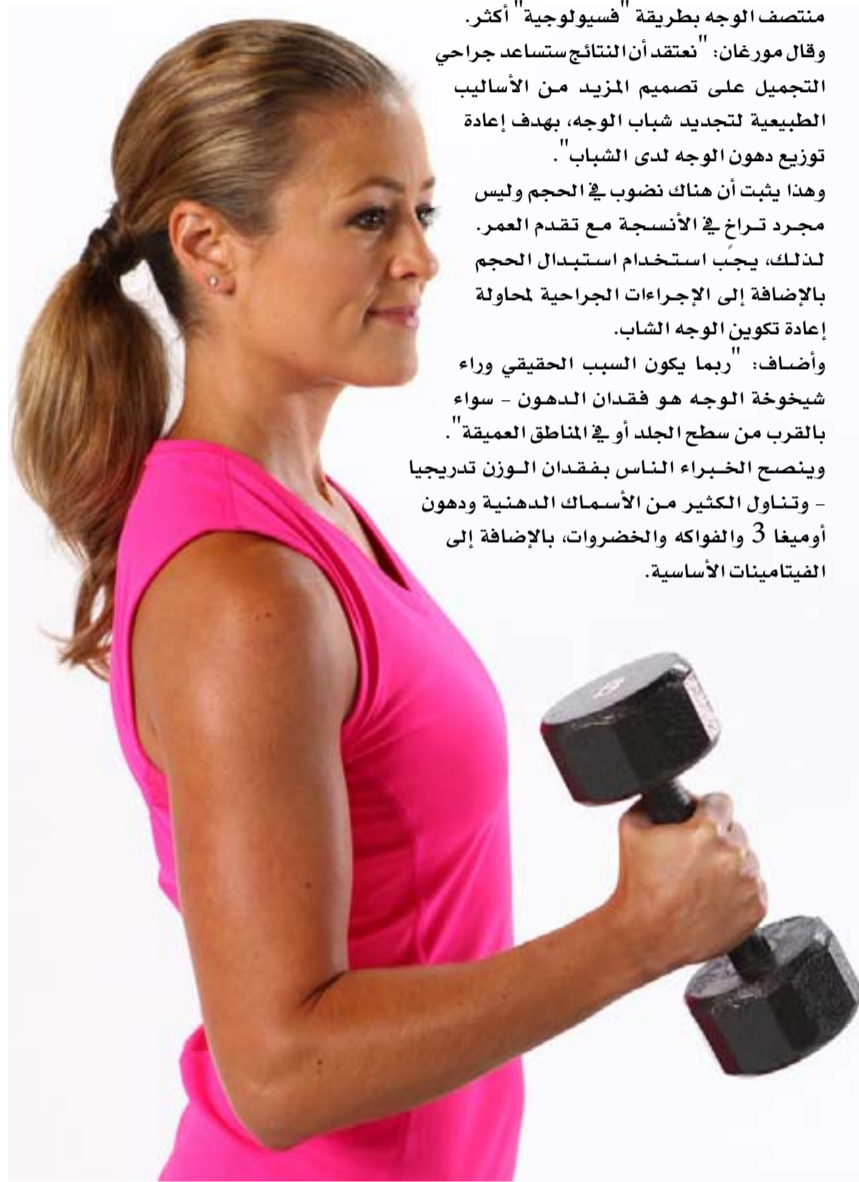 منتصف الوجه بطريقة "فسيولوجية" أكثر.
وقال مورغان: "نعتقد أن النتائج ستساعد جراحي
التجميل على تصميم المزيد من الأساليب
الطبيعية لتجديد شباب الوجه، بهدف إعادة
توزيع دهون الوجه لدى الشباب".
وهذا يثبت أن هناك نضوب في الحجم وليس
مجرد تراخٍ في الأنسجة مع تقدم العمر.
لذلك، يجب استخدام استبدال الحجم
بالإضافة إلى الإجراءات الجراحية لمحاولة
إعادة تكوين الوجه الشاب.
وأضاف: "ربما يكون السبب الحقيقي وراء
شيخوخة الوجه هو فقدان الدهون – سواء
بالقرب من سطح الجلد أو في المناطق العميقة".
وينصح الخبراء الناس بفقدان الوزن تدريجيا
– وتناول الكثير من الأسماك الدهنية ودهون
أوميغا 3 والفواكه والخضروات، بالإضافة إلى
الفيتامينات الأساسية.